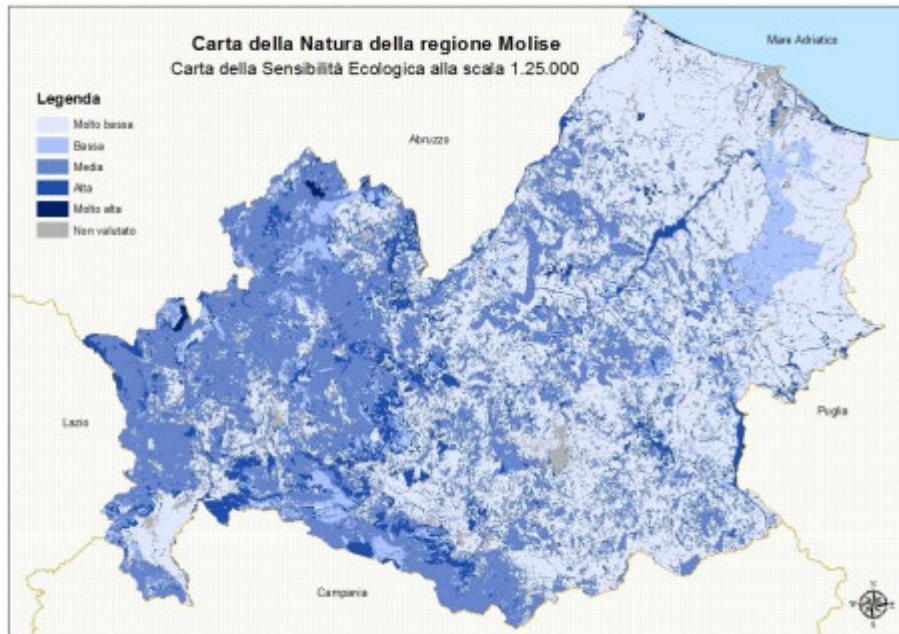 Carta della Natura della regione Molise
Carta della Sensibilità Ecologica alla scala 1:25.000
Mare Adriatico
Legenda
Molto bassa
Bassa
Media
Alta
Molto alta
Non valutato
Abruzzo
Lazio
Puglia
Campania
N
W
E
S